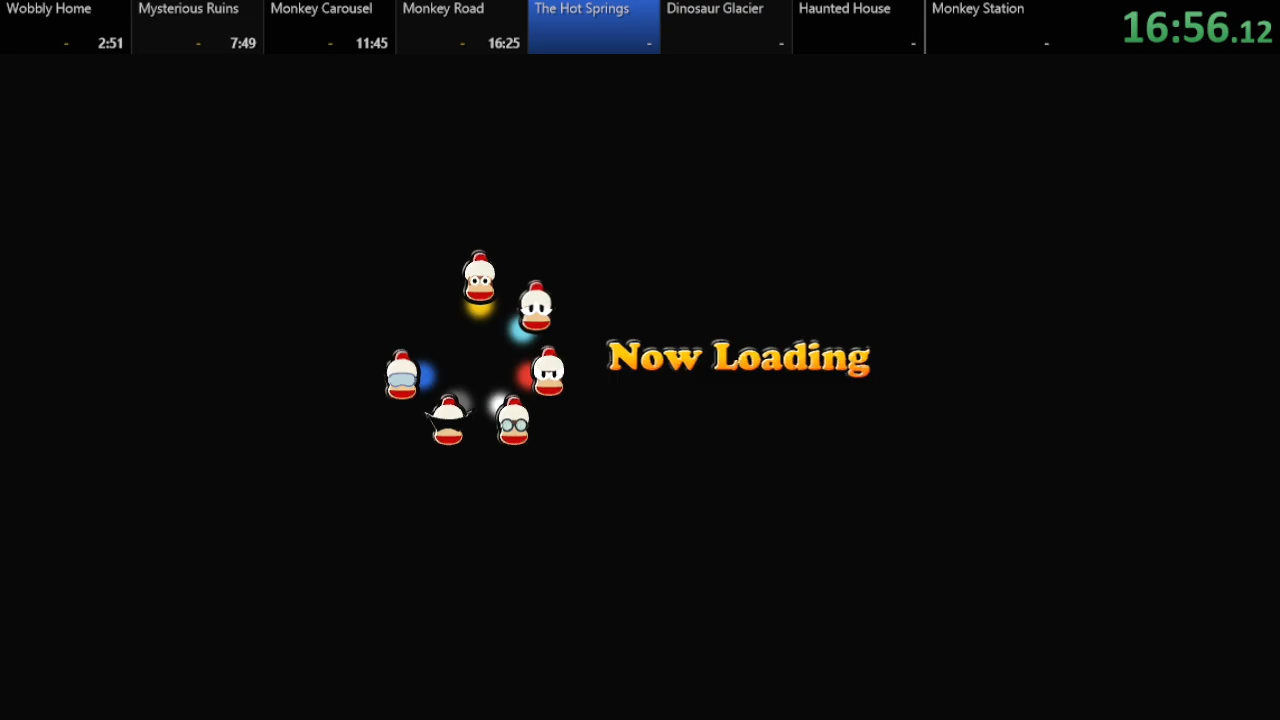 Wobbly Home
- 2:51
Mysterious Ruins
- 7:49
Monkey Carousel
- 11:45
Monkey Road
- 16:25
The Hot Springs
-
Dinosaur Glacier
-
Haunted House
-
Monkey Station
-
16:56.12
Now Loading